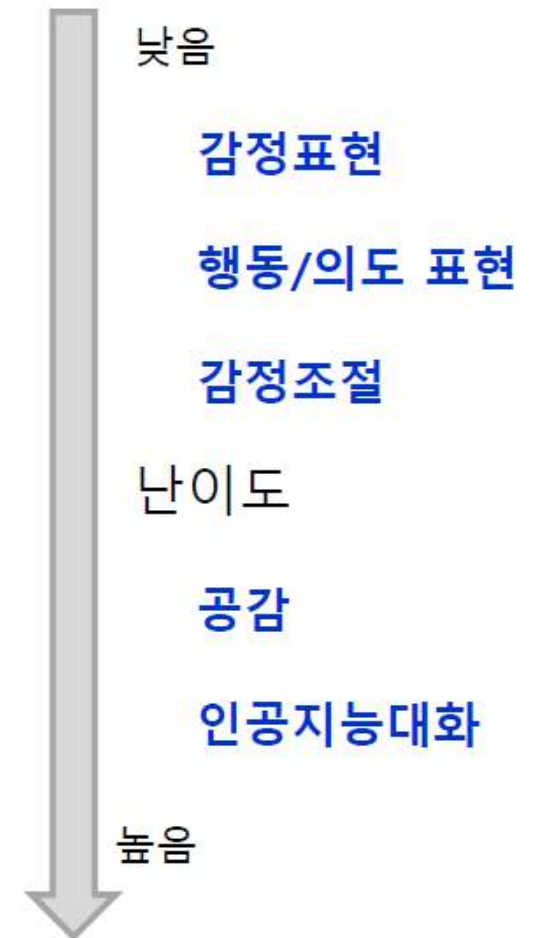 낮음
감정표현
행동/의도 표현
감정조절
난이도
공감
인공지능대화
높음